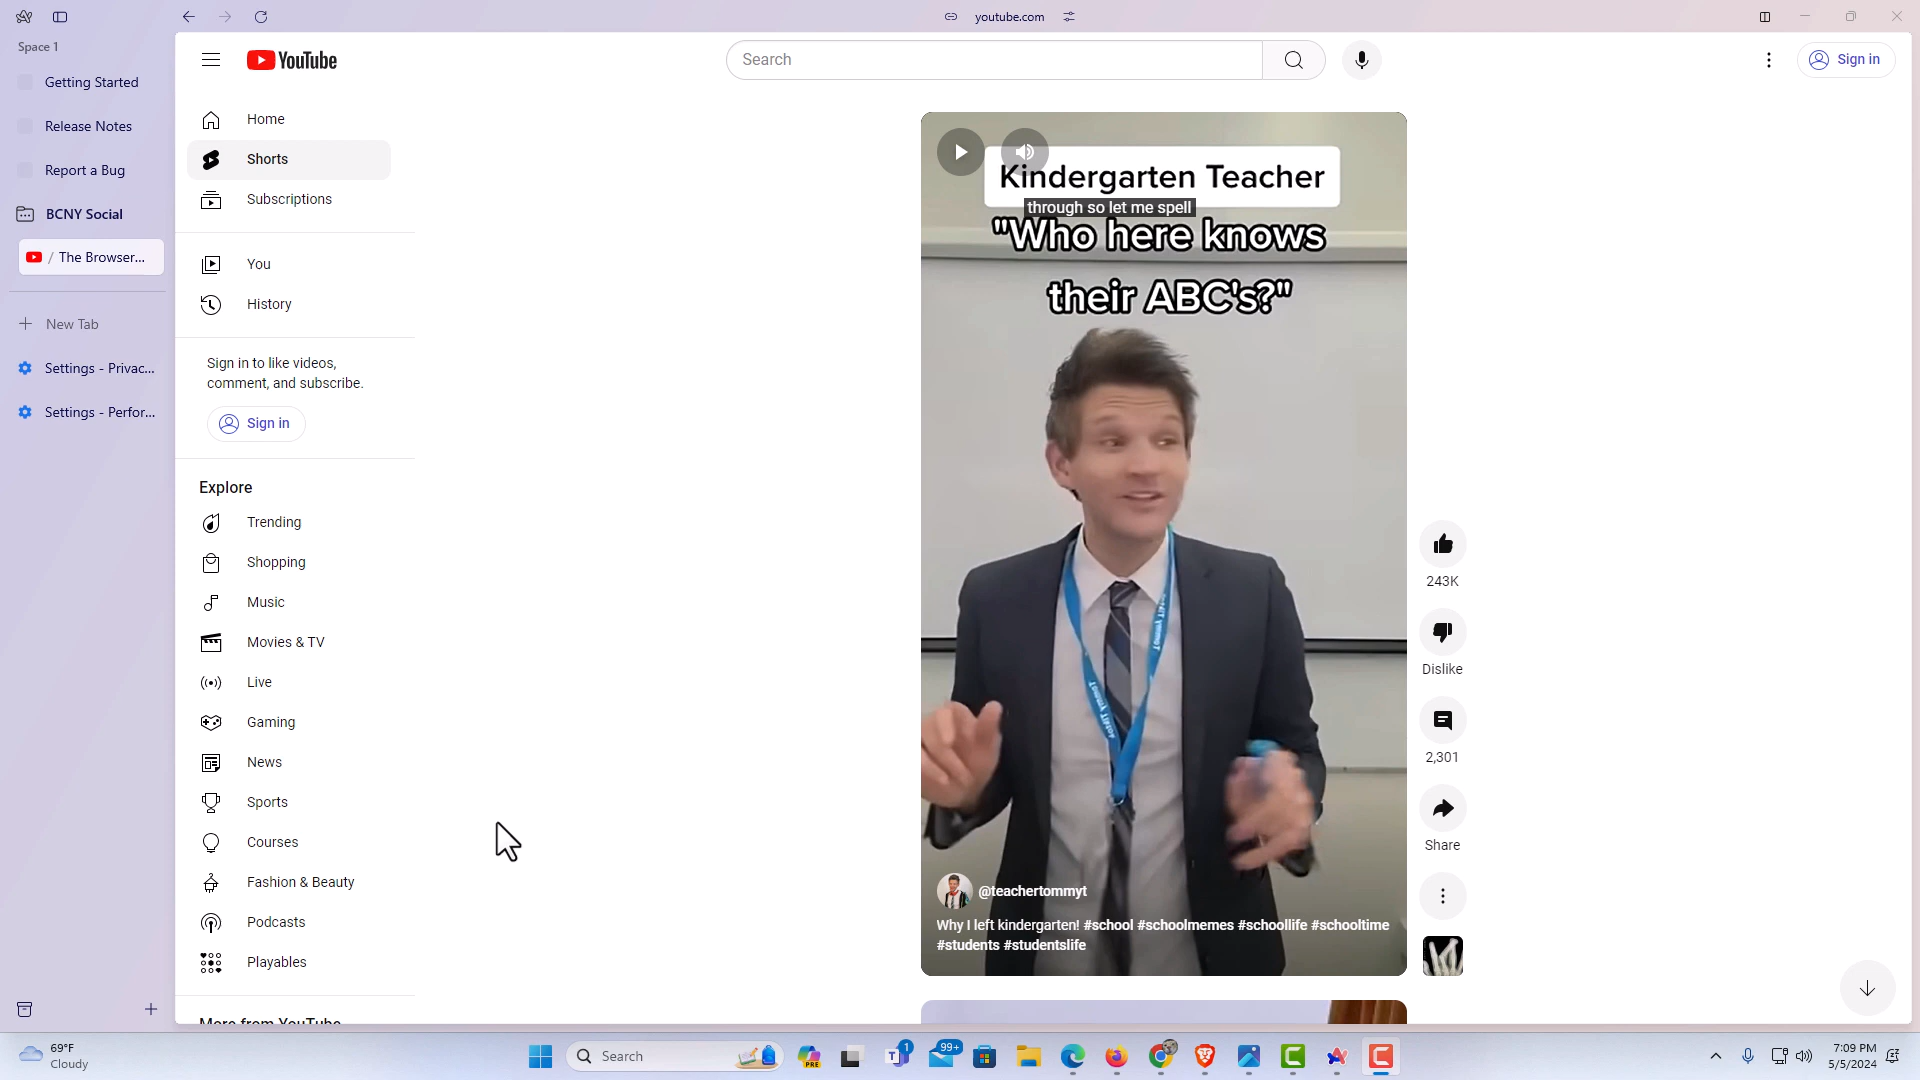 youtube.com
Space 1
Getting Started
Release Notes
Report a Bug
BCNY Social
/ The Browser...
New Tab
Settings - Privac...
Settings - Perfor...
YouTube
Search
Sign in
Home
Shorts
Subscriptions
You
History
Sign in to like videos,
comment, and subscribe.
Sign in
Explore
Trending
Shopping
Music
Movies & TV
Live
Gaming
News
Sports
Courses
Fashion & Beauty
Podcasts
Playables
More from YouTube
Kindergarten Teacher
through so let me spell
"Who here knows
their ABC's?"
@teachertommyt
Why I left kindergarten! #school #schoolmemes #schoollife #schooltime
#students #studentslife
243K
Dislike
2,301
Share
69°F
Cloudy
Search
PRE
1
99+
7:09 PM
5/5/2024